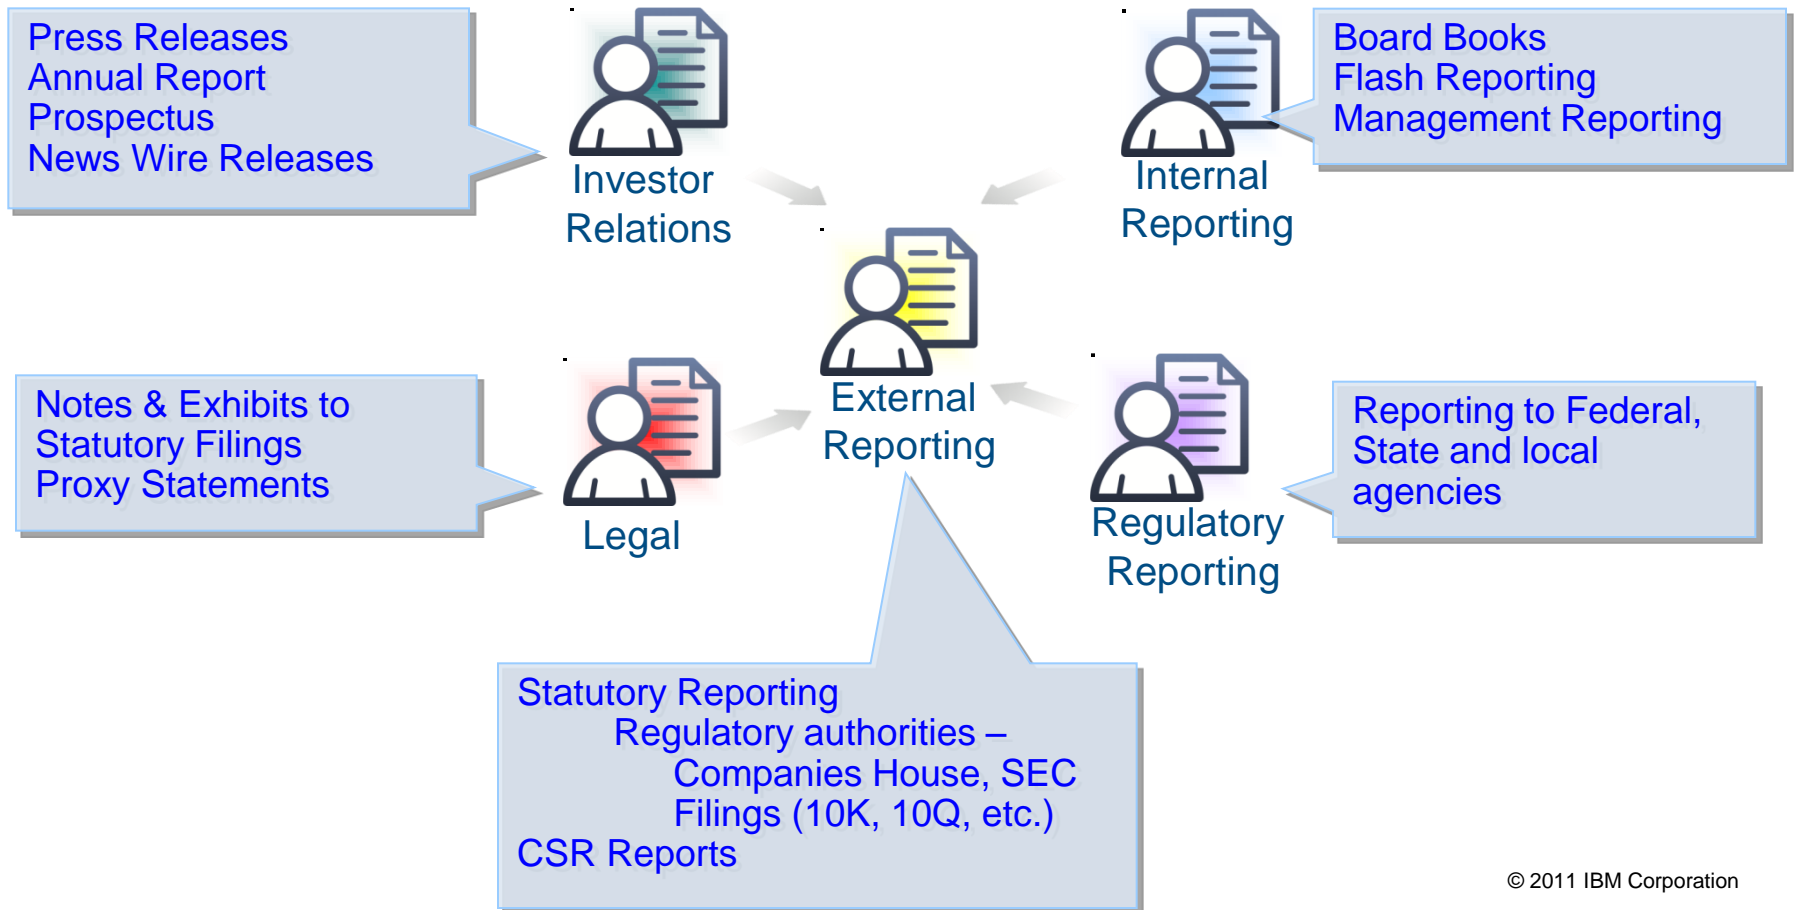 Press Releases
Annual Report
Prospectus
News Wire Releases
Investor
Relations
Internal
Reporting
Board Books
Flash Reporting
Management Reporting
External
Reporting
Notes & Exhibits to
Statutory Filings
Proxy Statements
Legal
Regulatory
Reporting
Reporting to Federal,
State and local
agencies
Statutory Reporting
Regulatory authorities –
Companies House, SEC
Filings (10K, 10Q, etc.)
CSR Reports
© 2011 IBM Corporation